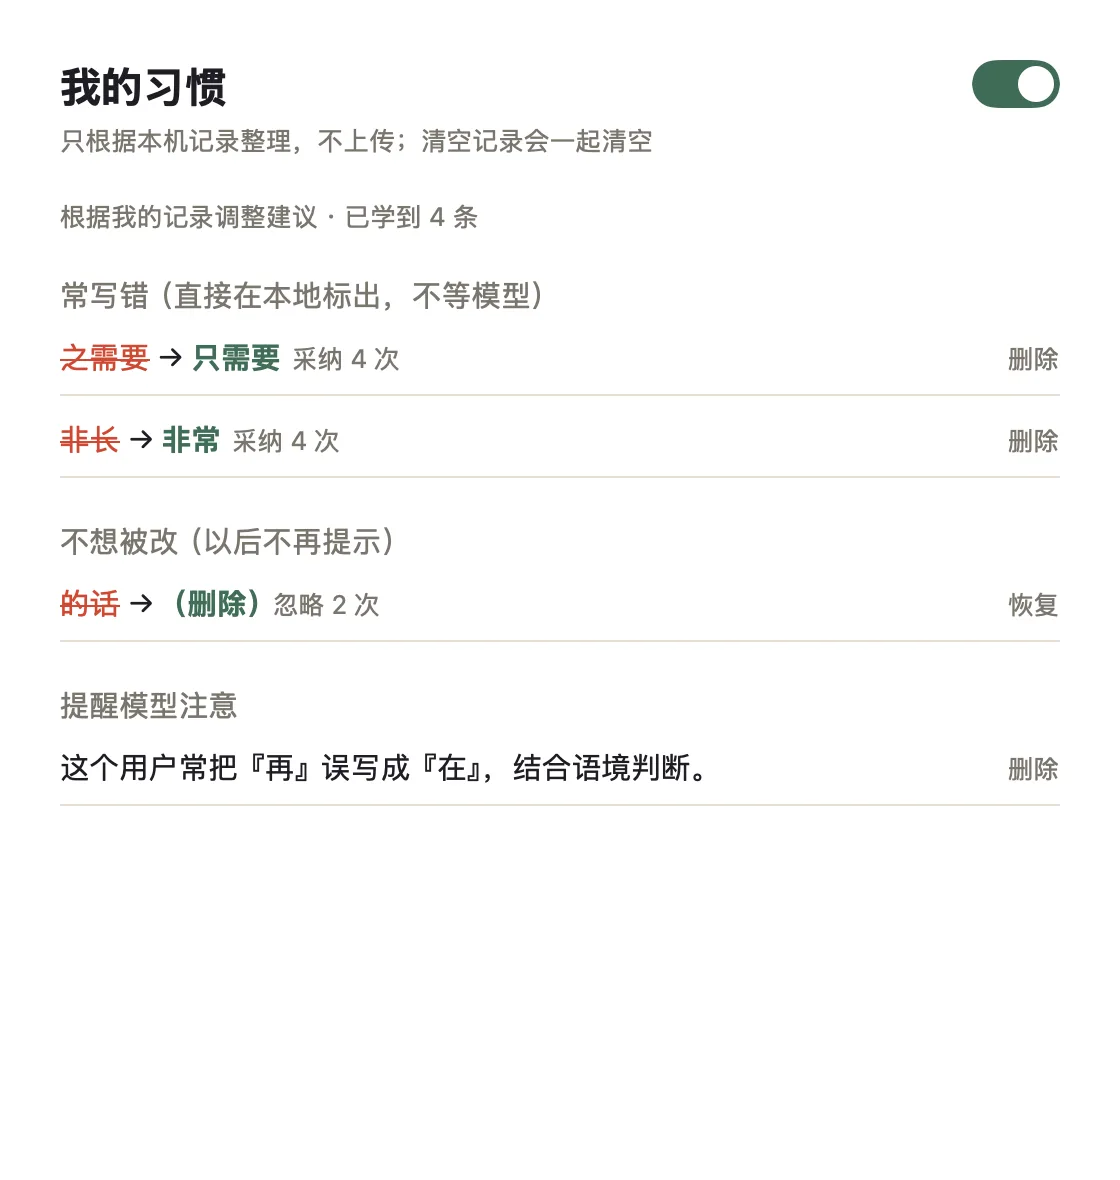 我的习惯
只根据本机记录整理，不上传；清空记录会一起清空
根据我的记录调整建议 · 已学到 4 条
常写错（直接在本地标出，不等模型）
之需要 → 只需要 采纳 4 次 删除
非长 → 非常 采纳 4 次 删除
不想被改（以后不再提示）
的话 → （删除） 忽略 2 次 恢复
提醒模型注意
这个用户常把『再』误写成『在』，结合语境判断。 删除